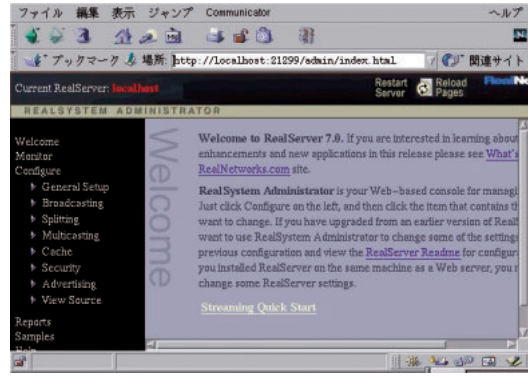 ファイル 編集 表示 ジャンプ Communicator ヘルプ
ブックマーク 場所: http://localhost:21299/admin/index.html 関連サイト
Current RealServer: localhost Restart Server Reload Pages
REALSYSTEM ADMINISTRATOR
Welcome
Monitor
Configure
General Setup
Broadcasting
Splitting
Multicasting
Cache
Security
Advertising
View Source
Reports
Samples
Help
Welcome
Welcome to RealServer 7.0. If you are interested in learning about
enhancements and new applications in this release please see What's
RealNetworks.com site.
RealSystem Administrator is your Web-based console for managi
Just click Configure on the left, and then click the item that contains th
want to change. If you have upgraded from an earlier version of Real
want to use RealSystem Administrator to change some of the settings
previous configuration and view the RealServer Readme for configur
you installed RealServer on the same machine as a Web server, you
change some RealServer settings.
Streaming Quick Start